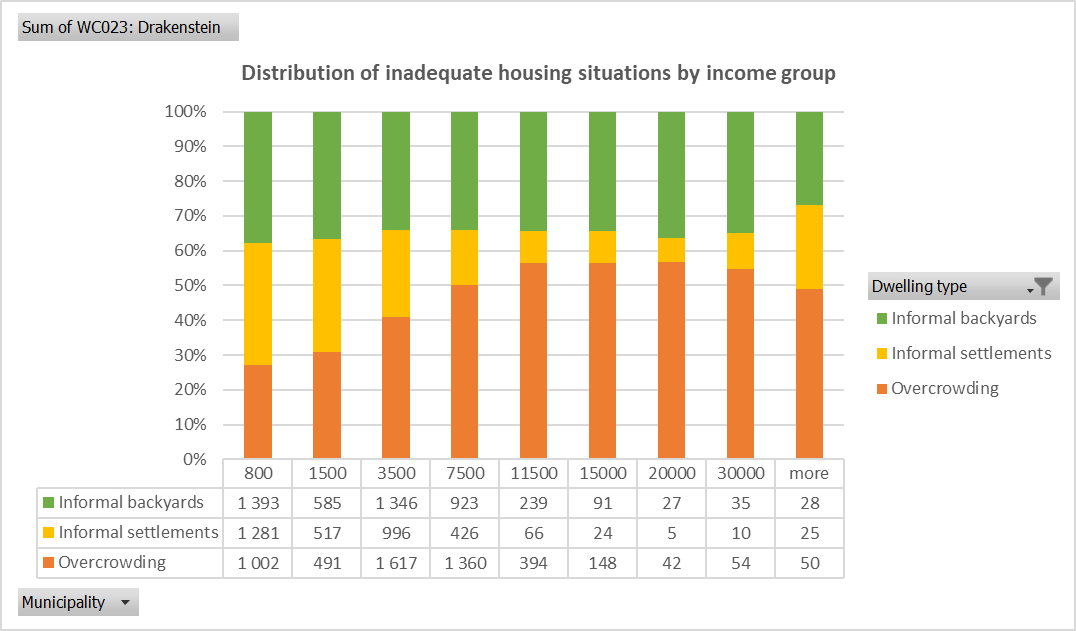 Sum of WC023: Drakenstein
Distribution of inadequate housing situations by income group
100%
90%
80%
70%
60%
50%
40%
30%
20%
10%
0%
Dwelling type
Informal backyards
Informal settlements
Overcrowding
800 1500 3500 7500 11500 15000 20000 30000 more
Informal backyards 1 393 585 1 346 923 239 91 27 35 28
Informal settlements 1 281 517 996 426 66 24 5 10 25
Overcrowding 1 002 491 1 617 1 360 394 148 42 54 50
Municipality